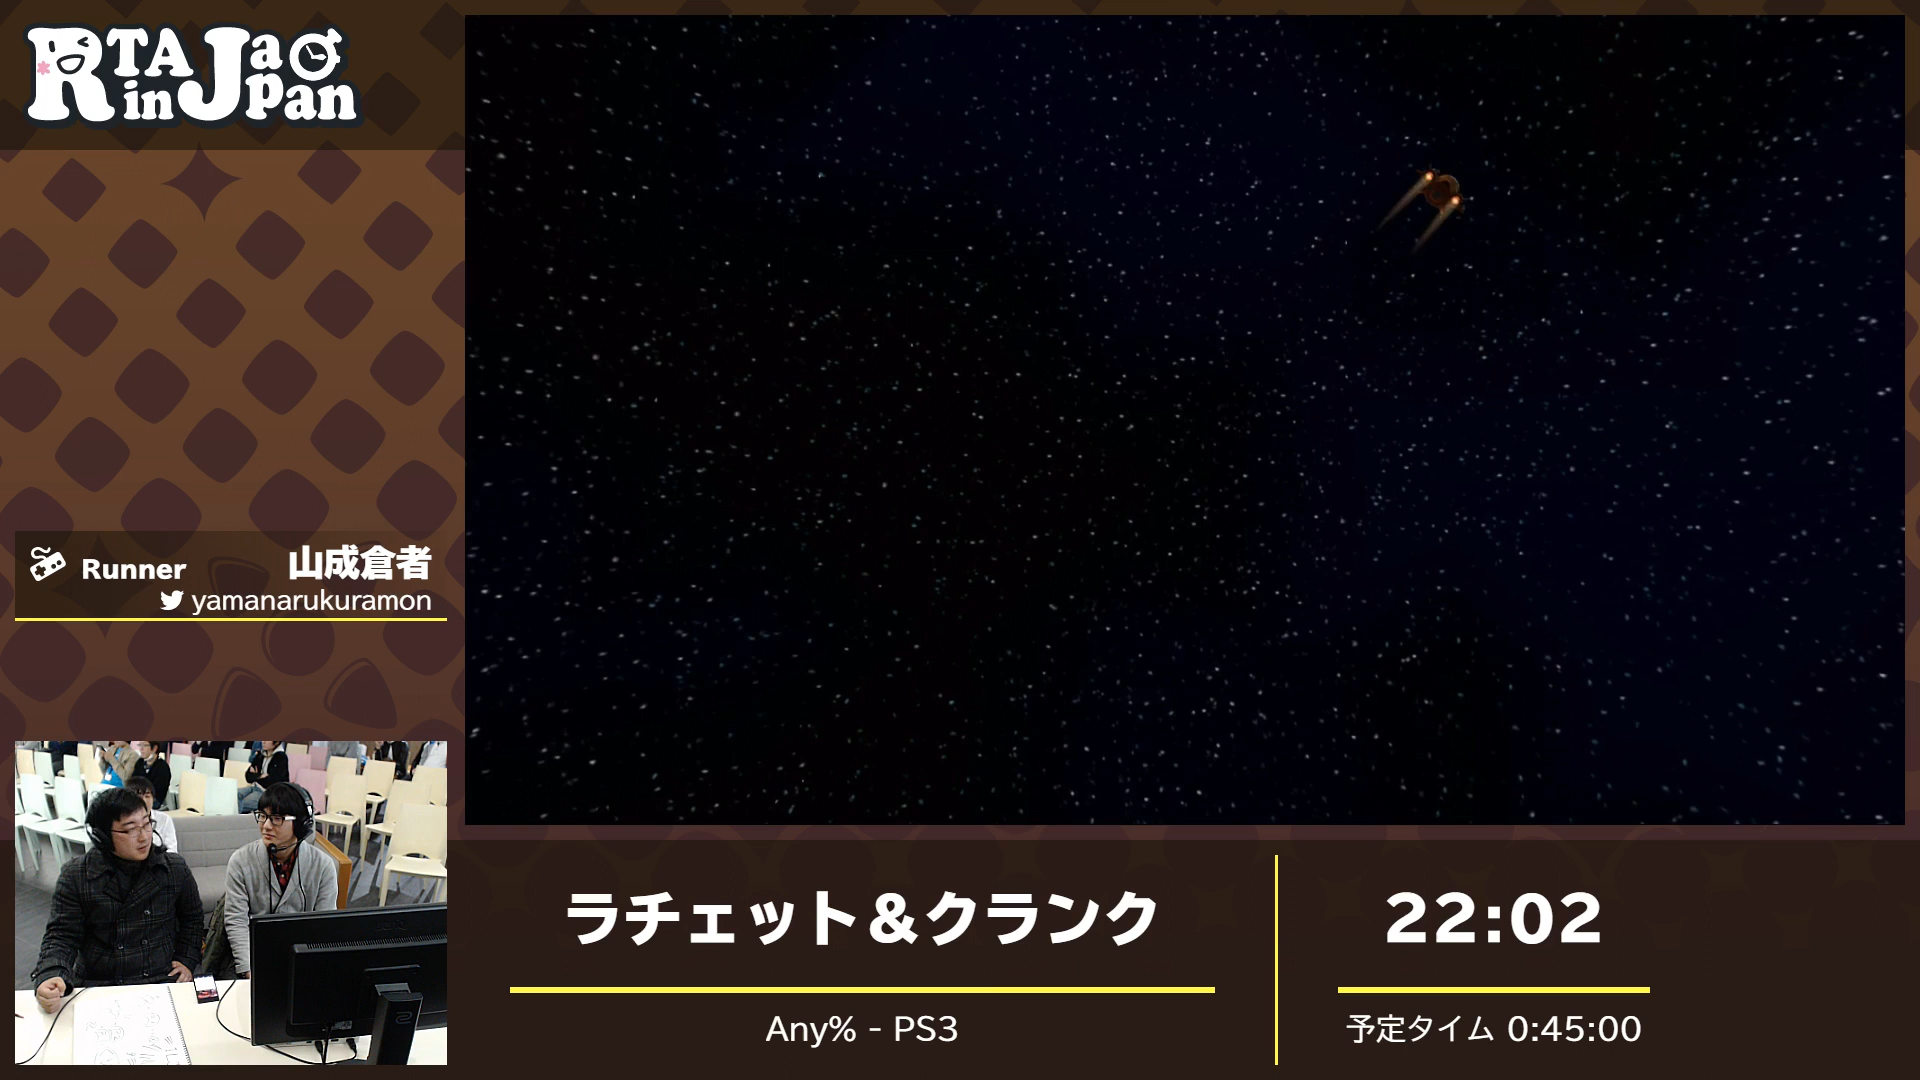 RTA in Japan
Runner 山成倉者
yamanarukuramon
ラチェット&クランク
Any% - PS3
22:02
予定タイム 0:45:00